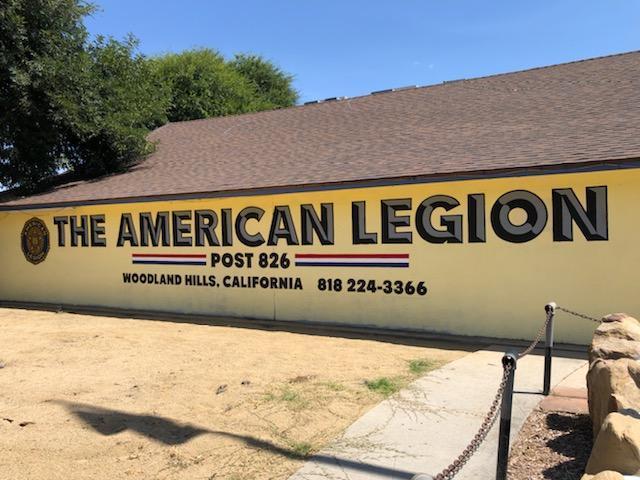 THE AMERICAN LEGION
POST 826
WOODLAND HILLS, CALIFORNIA 818 224-3366